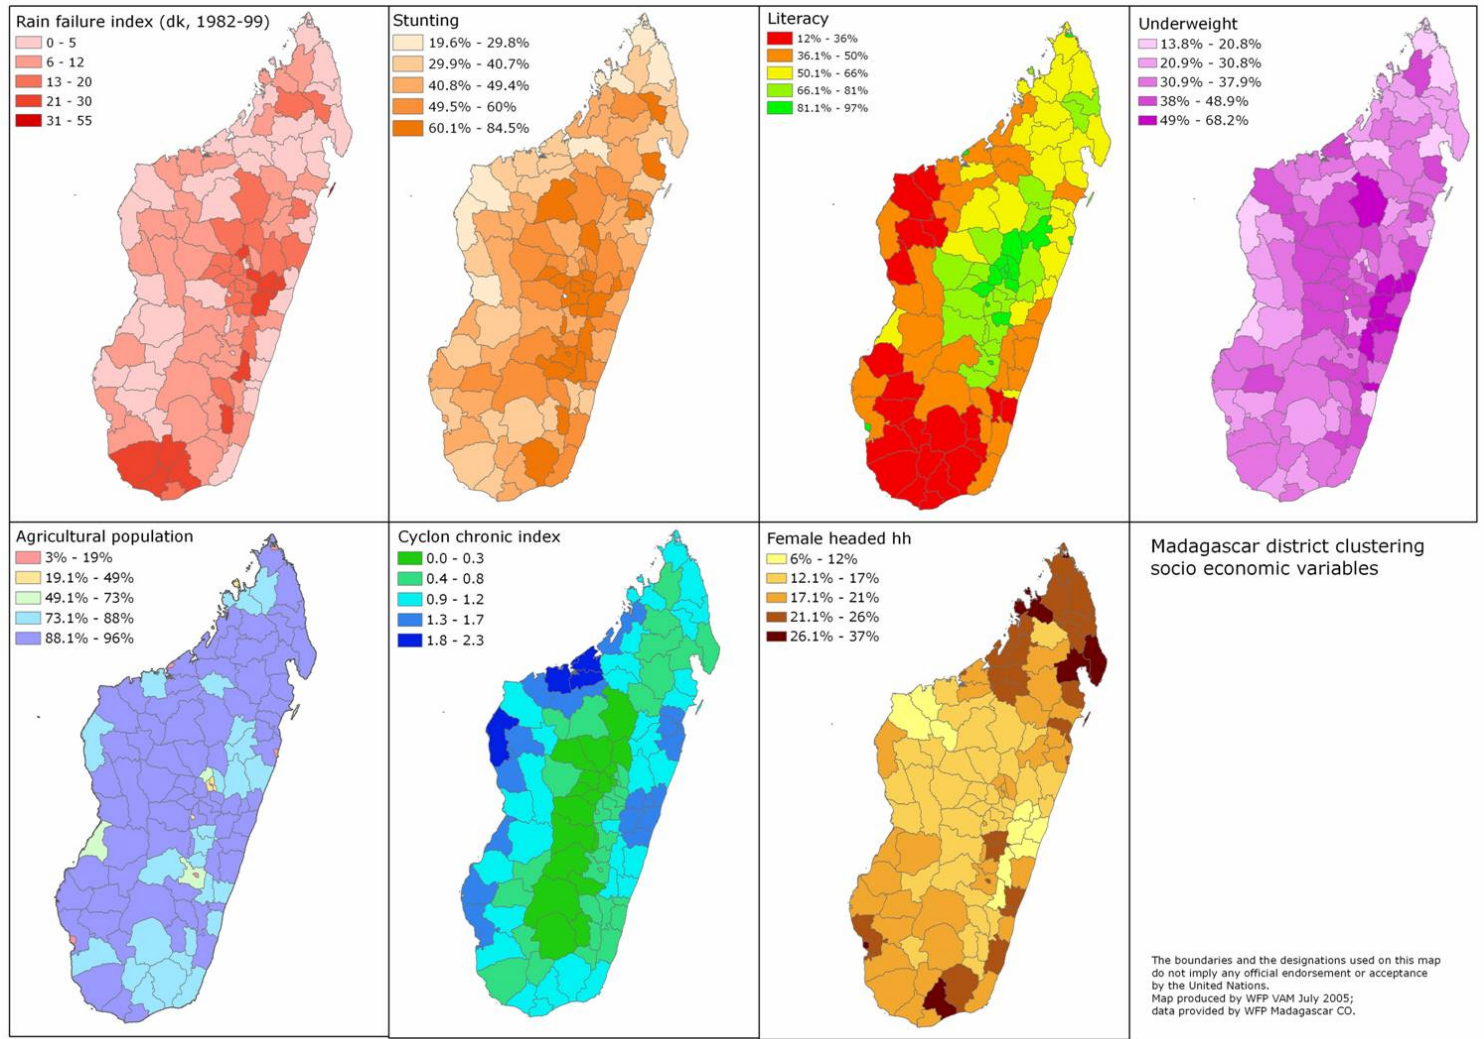 Rain failure index (dk, 1982-99)
0 - 5
6 - 12
13 - 20
21 - 30
31 - 55
Stunting
19.6% - 29.8%
29.9% - 40.7%
40.8% - 49.4%
49.5% - 60%
60.1% - 84.5%
Literacy
12% - 36%
36.1% - 50%
50.1% - 66%
66.1% - 81%
81.1% - 97%
Underweight
13.8% - 20.8%
20.9% - 30.8%
30.9% - 37.9%
38% - 48.9%
49% - 68.2%
Agricultural population
3% - 19%
19.1% - 49%
49.1% - 73%
73.1% - 88%
88.1% - 96%
Cyclon chronic index
0.0 - 0.3
0.4 - 0.8
0.9 - 1.2
1.3 - 1.7
1.8 - 2.3
Female headed hh
6% - 12%
12.1% - 17%
17.1% - 21%
21.1% - 26%
26.1% - 37%
Madagascar district clustering
socio economic variables
The boundaries and the designations used on this map
do not imply any official endorsement or acceptance
by the United Nations.
Map produced by WFP VAM July 2005;
data provided by WFP Madagascar CO.